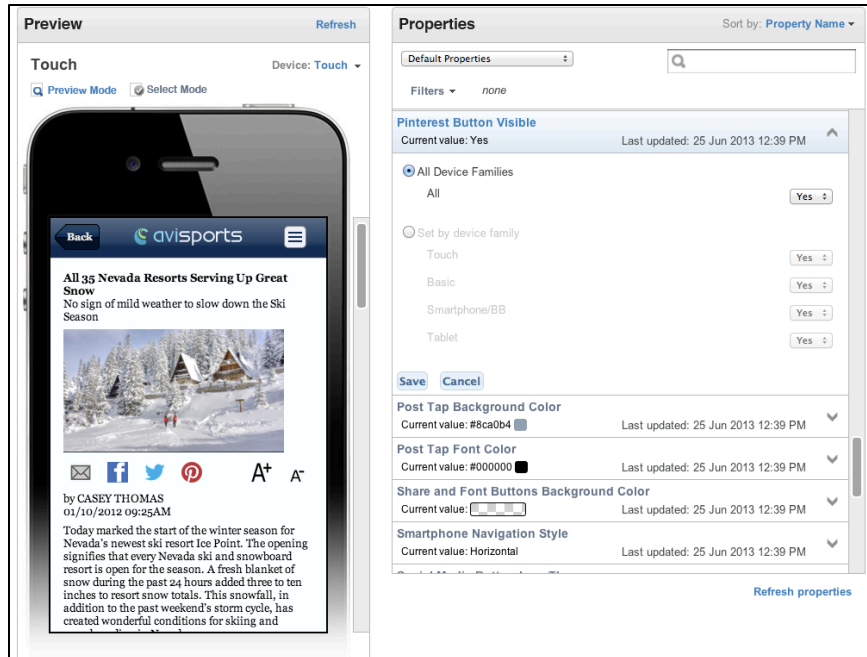 Preview
Refresh
Touch
Device: Touch
Preview Mode
Select Mode
Back
avisports
All 35 Nevada Resorts Serving Up Great
Snow
No sign of mild weather to slow down the Ski
Season
A+ A-
by CASEY THOMAS
01/10/2012 09:25AM
Today marked the start of the winter season for
Nevada's newest ski resort Ice Point. The opening
signifies that every Nevada ski and snowboard
resort is open for the season. A fresh blanket of
snow during the past 24 hours added three to ten
inches to resort snow totals. This snowfall, in
addition to the past weekend's storm cycle, has
created wonderful conditions for skiing and
Properties
Sort by: Property Name
Default Properties
Filters
none
Pinterest Button Visible
Current value: Yes
Last updated: 25 Jun 2013 12:39 PM
All Device Families
All
Yes
Set by device family
Touch
Yes
Basic
Yes
Smartphone/BB
Yes
Tablet
Yes
Save
Cancel
Post Tap Background Color
Current value: #8ca0b4
Last updated: 25 Jun 2013 12:39 PM
Post Tap Font Color
Current value: #000000
Last updated: 25 Jun 2013 12:39 PM
Share and Font Buttons Background Color
Current value:
Last updated: 25 Jun 2013 12:39 PM
Smartphone Navigation Style
Current value: Horizontal
Last updated: 25 Jun 2013 12:39 PM
Refresh properties